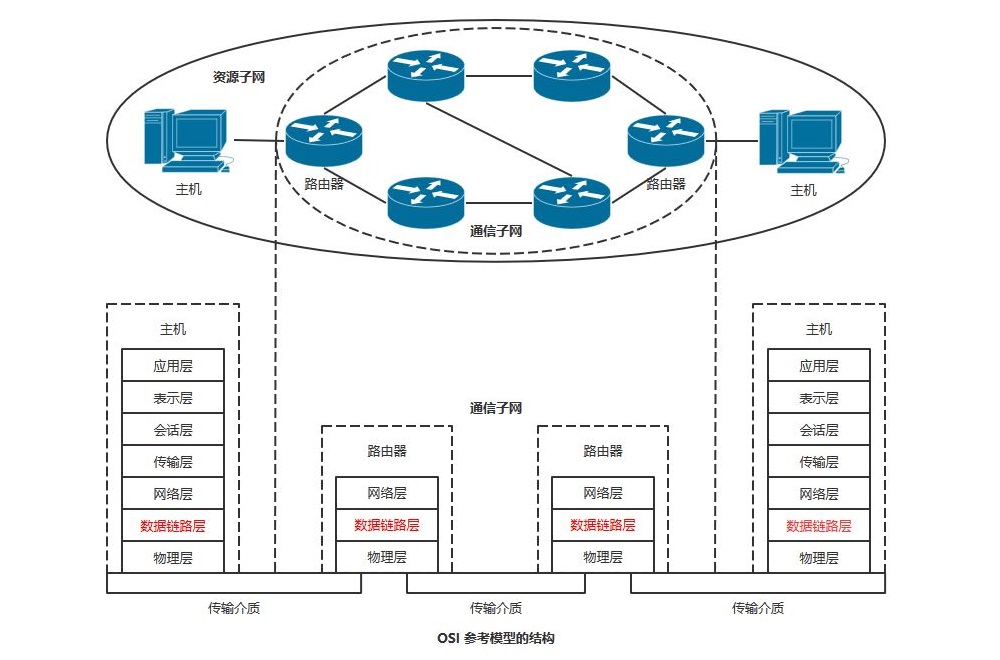 资源子网
主机
路由器
路由器
主机
通信子网
主机
应用层
表示层
会话层
传输层
网络层
数据链路层
物理层
通信子网
路由器
网络层
数据链路层
物理层
路由器
网络层
数据链路层
物理层
主机
应用层
表示层
会话层
传输层
网络层
数据链路层
物理层
传输介质
传输介质
传输介质
OSI 参考模型的结构